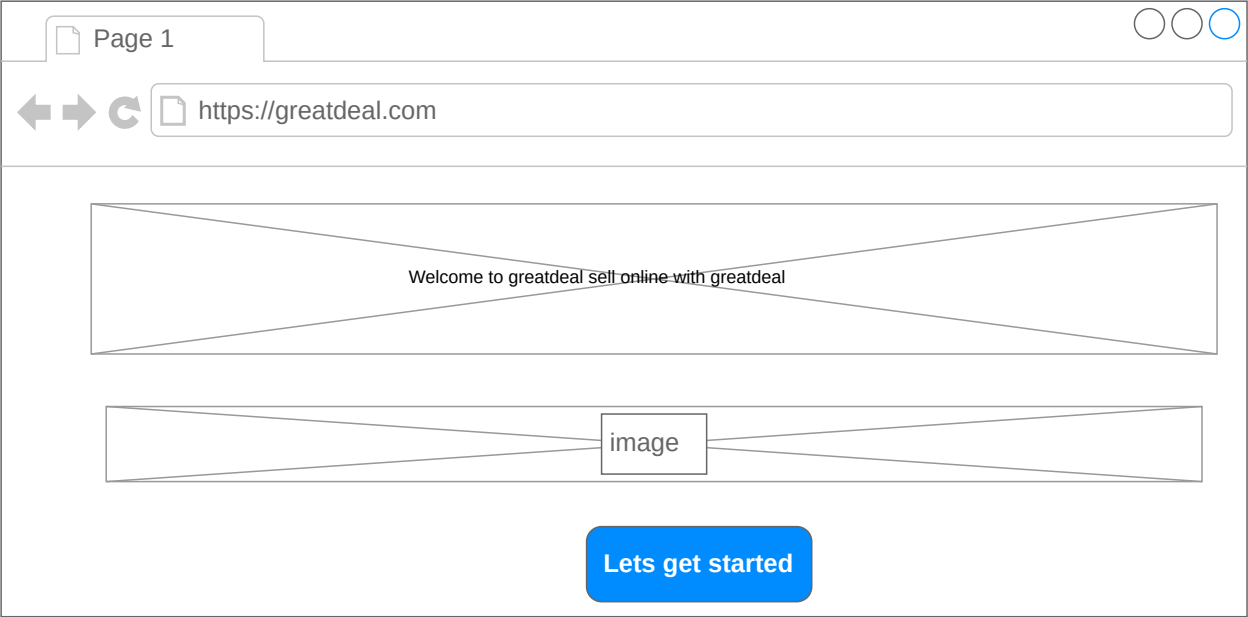 Page 1
https://greatdeal.com
Welcome to greatdeal sell online with greatdeal
image
Lets get started